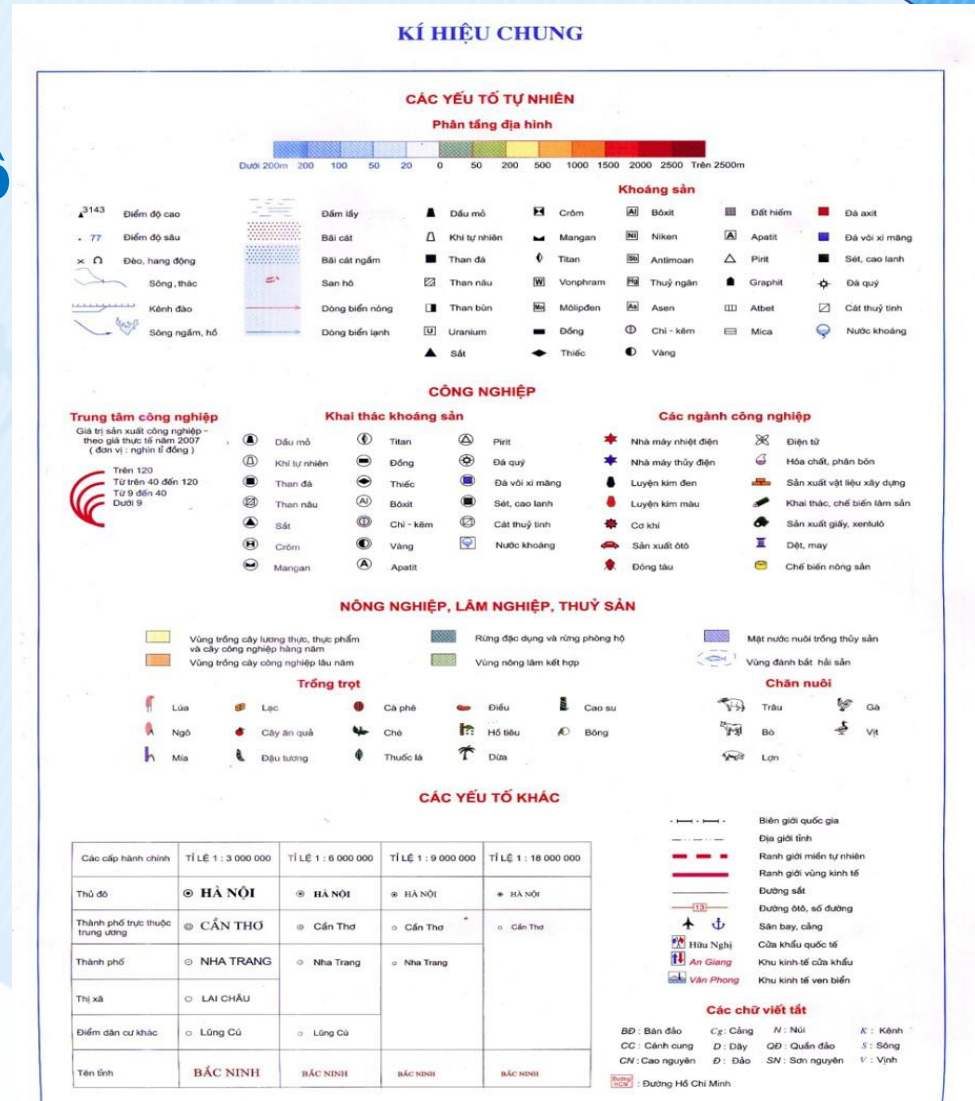 KÍ HIỆU CHUNG
CÁC YẾU TỐ TỰ NHIÊN
Phân tầng địa hình
Dưới 200m 200 100 50 20 0 50 200 500 1000 1500 2000 2500 Trên 2500m
Khoáng sản
3143 Điểm độ cao
77 Điểm độ sâu
Đèo, hang động
Sông, thác
Kênh đào
Sông ngầm, hồ
Đầm lầy
Bãi cát
Bãi cát ngầm
San hô
Dòng biển nóng
Dòng biển lạnh
Dầu mỏ
Khí tự nhiên
Than đá
Than nâu
Than bùn
U Uranium
Sắt
Crôm
Mangan
Titan
W Vonphram
Mo Môlipđen
Đồng
Thiếc
Al Bôxit
Ni Niken
Sb Antimoan
Hg Thuỷ ngân
As Asen
Chì - kẽm
Vàng
Đất hiếm
A Apatit
Pirit
Graphit
Atbet
Mica
Đá axit
Đá vôi xi măng
Sét, cao lanh
Đá quý
Cát thuỷ tinh
Nước khoáng
CÔNG NGHIỆP
Trung tâm công nghiệp
Giá trị sản xuất công nghiệp -
theo giá thực tế năm 2007
( đơn vị : nghìn tỉ đồng )
Trên 120
Từ trên 40 đến 120
Từ 9 đến 40
Dưới 9
Khai thác khoáng sản
Dầu mỏ
Khí tự nhiên
Than đá
Than nâu
Sắt
Crôm
Mangan
Titan
Đồng
Thiếc
Al Bôxit
Chì - kẽm
Vàng
A Apatit
Pirit
Đá quý
Đá vôi xi măng
Sét, cao lanh
Cát thuỷ tinh
Nước khoáng
Các ngành công nghiệp
Nhà máy nhiệt điện
Nhà máy thủy điện
Luyện kim đen
Luyện kim màu
Cơ khí
Sản xuất ôtô
Đóng tàu
Điện tử
Hóa chất, phân bón
Sản xuất vật liệu xây dựng
Khai thác, chế biến lâm sản
Sản xuất giấy, xenlulô
Dệt, may
Chế biến nông sản
NÔNG NGHIỆP, LÂM NGHIỆP, THUỶ SẢN
Vùng trồng cây lương thực, thực phẩm
và cây công nghiệp hàng năm
Vùng trồng cây công nghiệp lâu năm
Rừng đặc dụng và rừng phòng hộ
Vùng nông lâm kết hợp
Mặt nước nuôi trồng thủy sản
Vùng đánh bắt hải sản
Trồng trọt
Lúa
Ngô
Mía
Lạc
Cây ăn quả
Đậu tương
Cà phê
Chè
Thuốc lá
Điều
Hồ tiêu
Dừa
Cao su
Bông
Chăn nuôi
Trâu
Bò
Lợn
Gà
Vịt
CÁC YẾU TỐ KHÁC
Các cấp hành chính TỈ LỆ 1 : 3 000 000 TỈ LỆ 1 : 6 000 000 TỈ LỆ 1 : 9 000 000 TỈ LỆ 1 : 18 000 000
Thủ đô HÀ NỘI HÀ NỘI HÀ NỘI HÀ NỘI
Thành phố trực thuộc
trung ương CẦN THƠ Cần Thơ Cần Thơ Cần Thơ
Thành phố NHA TRANG Nha Trang Nha Trang
Thị xã LAI CHÂU
Điểm dân cư khác Lũng Cú Lũng Cú
Tên tỉnh BẮC NINH BẮC NINH BẮC NINH BẮC NINH
Biên giới quốc gia
Địa giới tỉnh
Ranh giới miền tự nhiên
Ranh giới vùng kinh tế
Đường sắt
13 Đường ôtô, số đường
Sân bay, cảng
Hữu Nghị Cửa khẩu quốc tế
An Giang Khu kinh tế cửa khẩu
Vân Phong Khu kinh tế ven biển
Các chữ viết tắt
BĐ : Bán đảo Cg : Cảng N : Núi K : Kênh
CC : Cánh cung D : Dãy QĐ : Quần đảo S : Sông
CN : Cao nguyên Đ : Đảo SN : Sơn nguyên V : Vịnh
Đường HCM : Đường Hồ Chí Minh